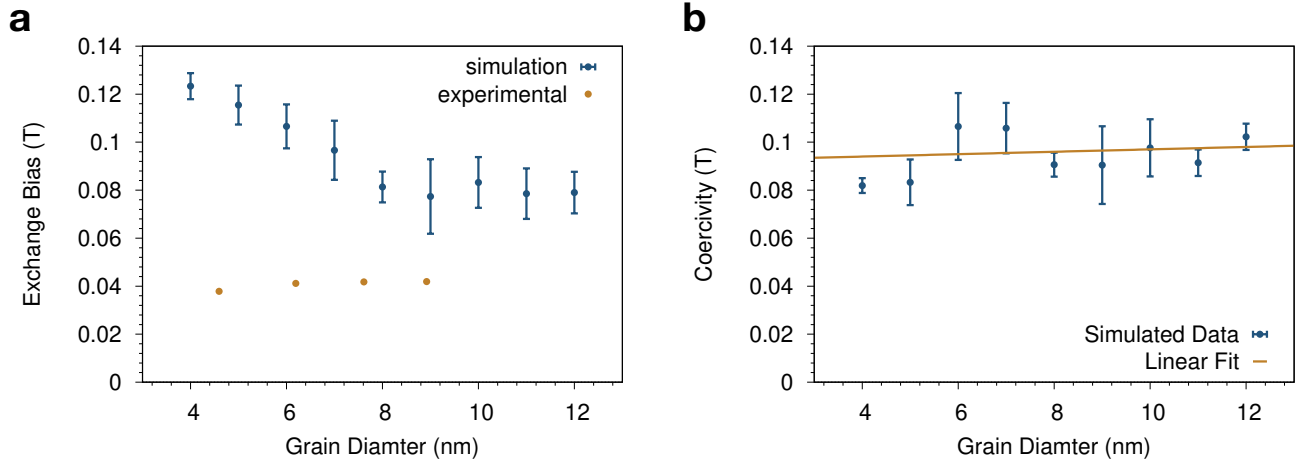 a
0.14
0.12
0.1
0.08
0.06
0.04
0.02
0
4 6 8 10 12
Exchange Bias (T)
Grain Diamter (nm)
simulation
experimental
b
0.14
0.12
0.1
0.08
0.06
0.04
0.02
0
4 6 8 10 12
Coercivity (T)
Grain Diamter (nm)
Simulated Data
Linear Fit